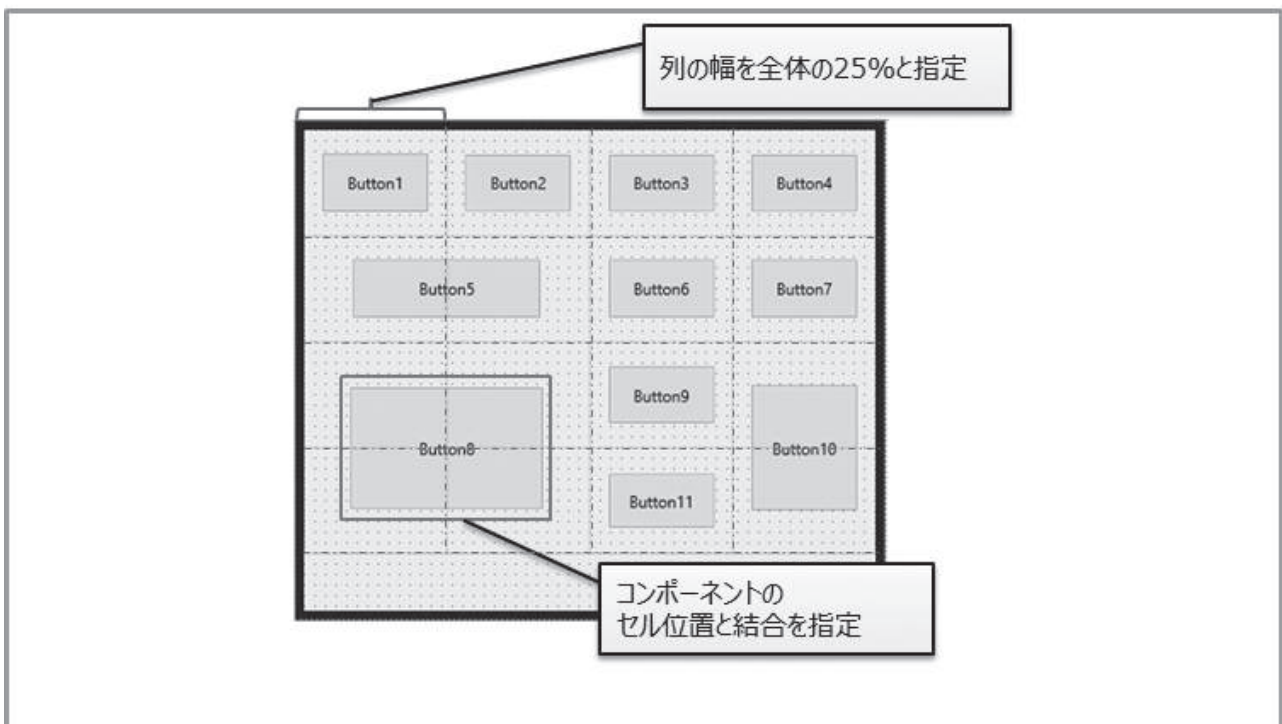 列の幅を全体の25%と指定
Button1
Button2
Button3
Button4
Button5
Button6
Button7
Button9
Button8
Button10
Button11
コンポーネントの
セル位置と結合を指定